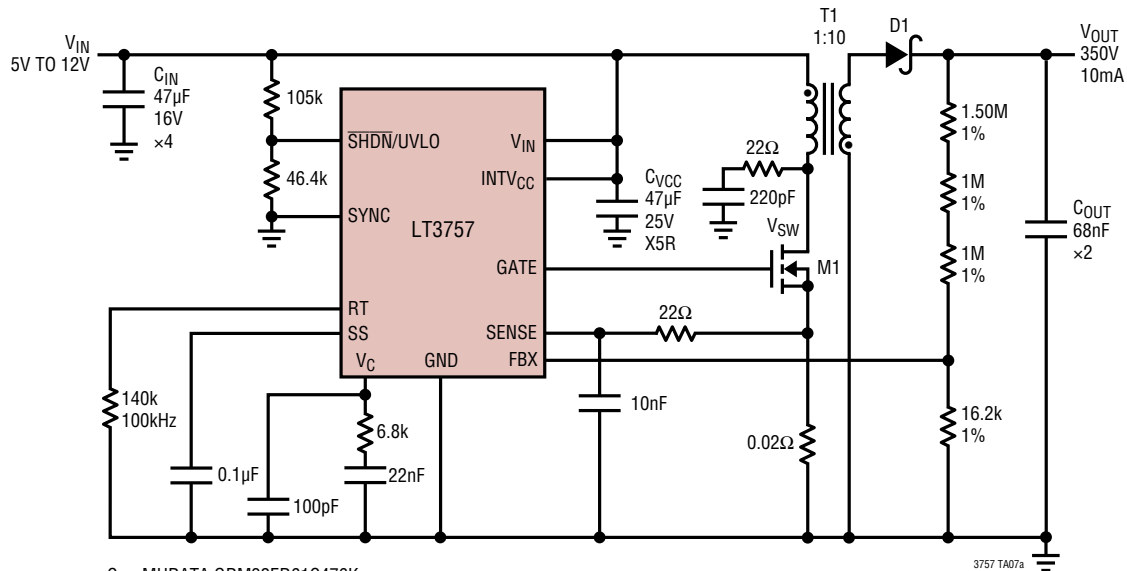 T1
1:10
D1
VIN
5V TO 12V
VOUT
350V
10mA
CIN
47µF
16V
×4
105k
46.4k
SHDN/UVLO
SYNC
VIN
INTVCC
LT3757
GATE
RT
SS
VC
GND
SENSE
FBX
CVCC
47µF
25V
X5R
22Ω
220pF
VSW
M1
1.50M
1%
1M
1%
1M
1%
COUT
68nF
×2
22Ω
140k
100kHz
0.1µF
100pF
6.8k
22nF
10nF
0.02Ω
16.2k
1%
3757 TA07a